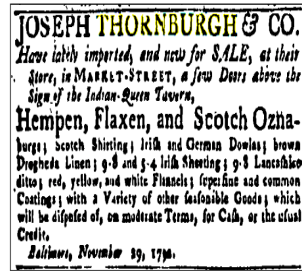 JOSEPH THORNBURGH & CO.
Have lately imported, and now for SALE, at their
Store, in MARKET-STREET, a few Doors above the
Sign of the Indian-Queen Tavern,
Hempen, Flaxen, and Scotch Ozna-
burgs; Scotch Shirting; Irish and German Dowlas; brown
Drogheda Linen; 9-8 and 5-4 Irish Sheeting; 9-8 Lancashire
ditto; red, yellow, and white Flannels; superfine and common
Coatings; with a Variety of other seasonable Goods; which
will be disposed of, on moderate Terms, for Cash, or the usual
Credit.
Baltimore, November 29,